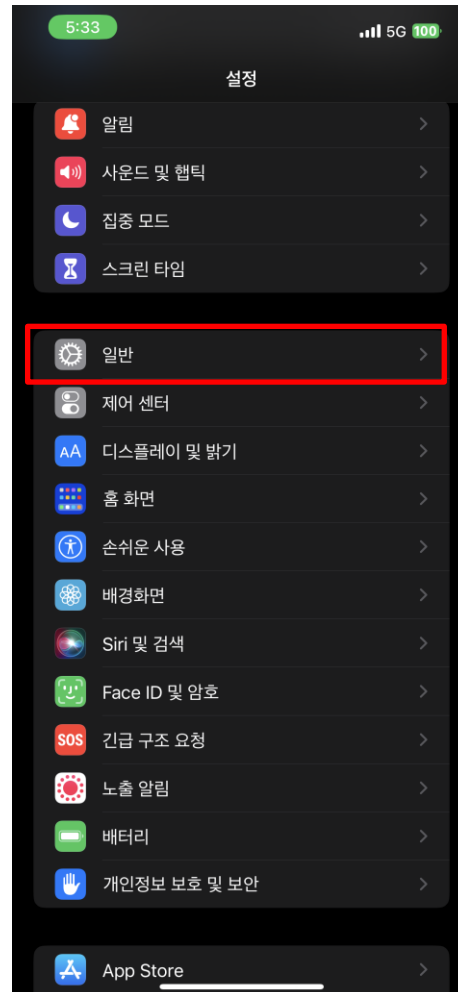 5:33
5G 100
설정
알림
사운드 및 햅틱
집중 모드
스크린 타임
일반
제어 센터
AA 디스플레이 및 밝기
홈 화면
손쉬운 사용
배경화면
Siri 및 검색
Face ID 및 암호
SOS 긴급 구조 요청
노출 알림
배터리
개인정보 보호 및 보안
App Store